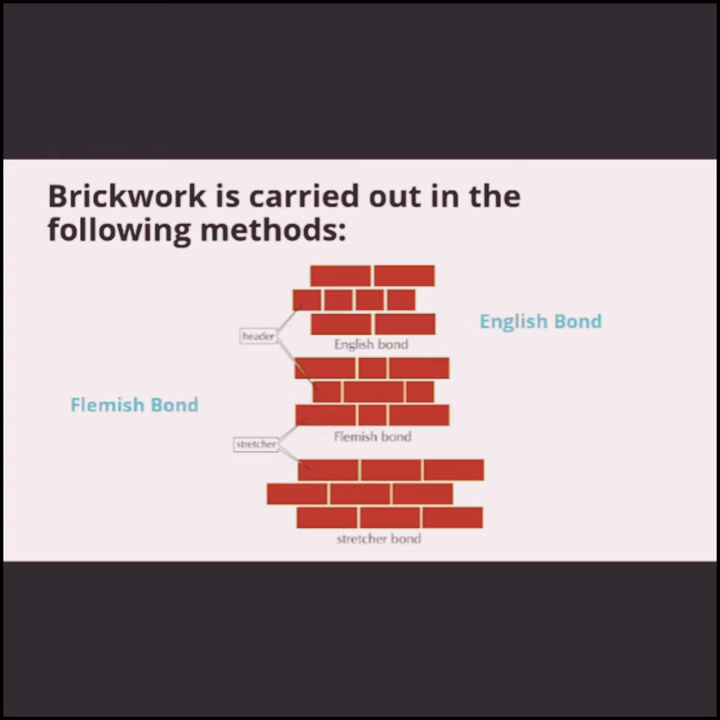 Brickwork is carried out in the
following methods:
header
English bond
English Bond
Flemish Bond
Flemish bond
stretcher
stretcher bond